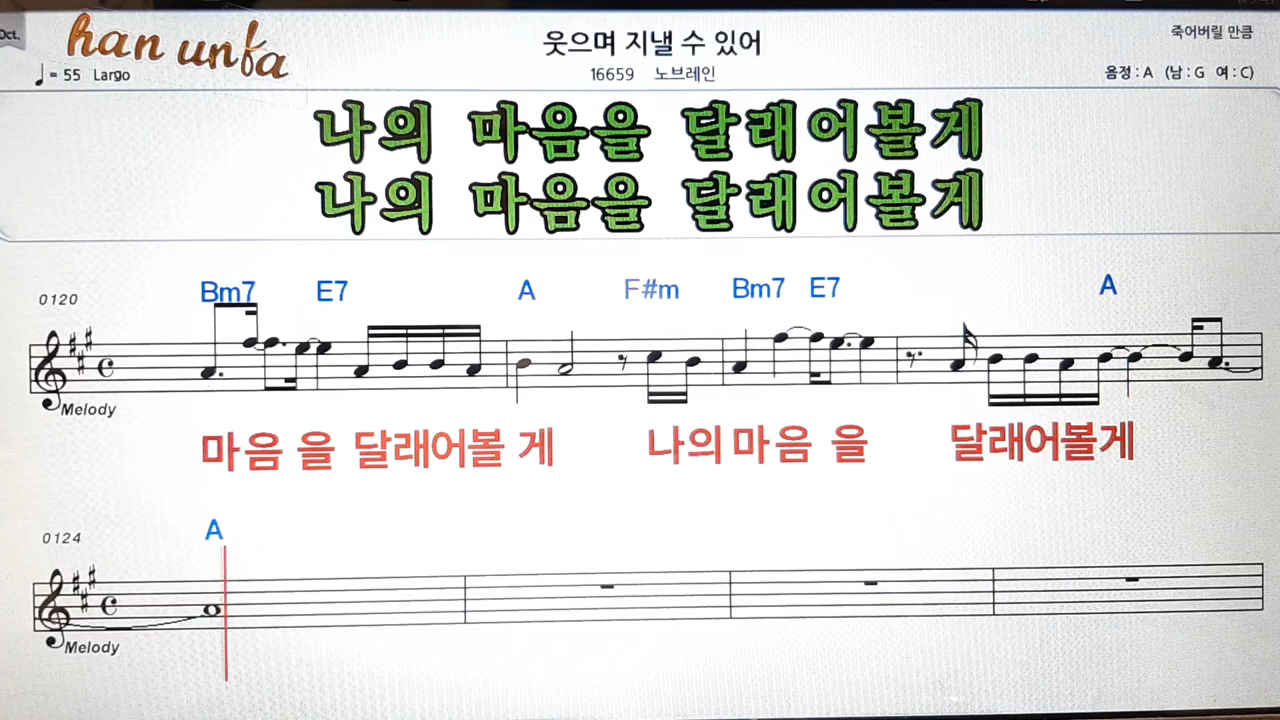 Oct.
han unfa
웃으며 지낼 수 있어
죽어버릴 만큼
♩= 55 Largo
16659 노브레인
음정 : A (남 : G 여 : C)
나의 마음을 달래어볼게
나의 마음을 달래어볼게
0120
Bm7 E7 A F#m Bm7 E7 A
Melody
마음 을 달래어볼 게 나의 마음 을 달래어볼게
0124
A
Melody